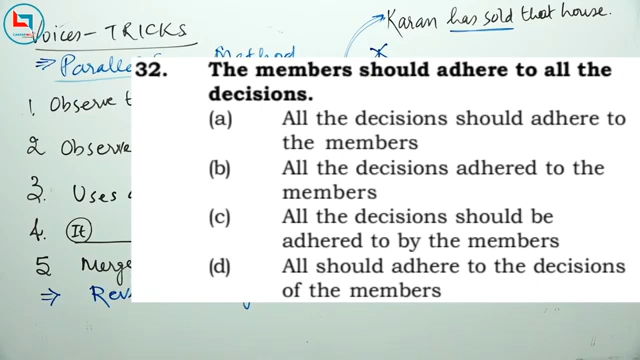 Voices- TRICKS
Karan has sold that house.
⇒ Method
32. The members should adhere to all the
decisions.
1. Observe
(a) All the decisions should adhere to
the members
2 Observe
(b) All the decisions adhered to the
members
3. Uses
(c) All the decisions should be
adhered to by the members
4. It
(d) All should adhere to the decisions
of the members
5
⇒